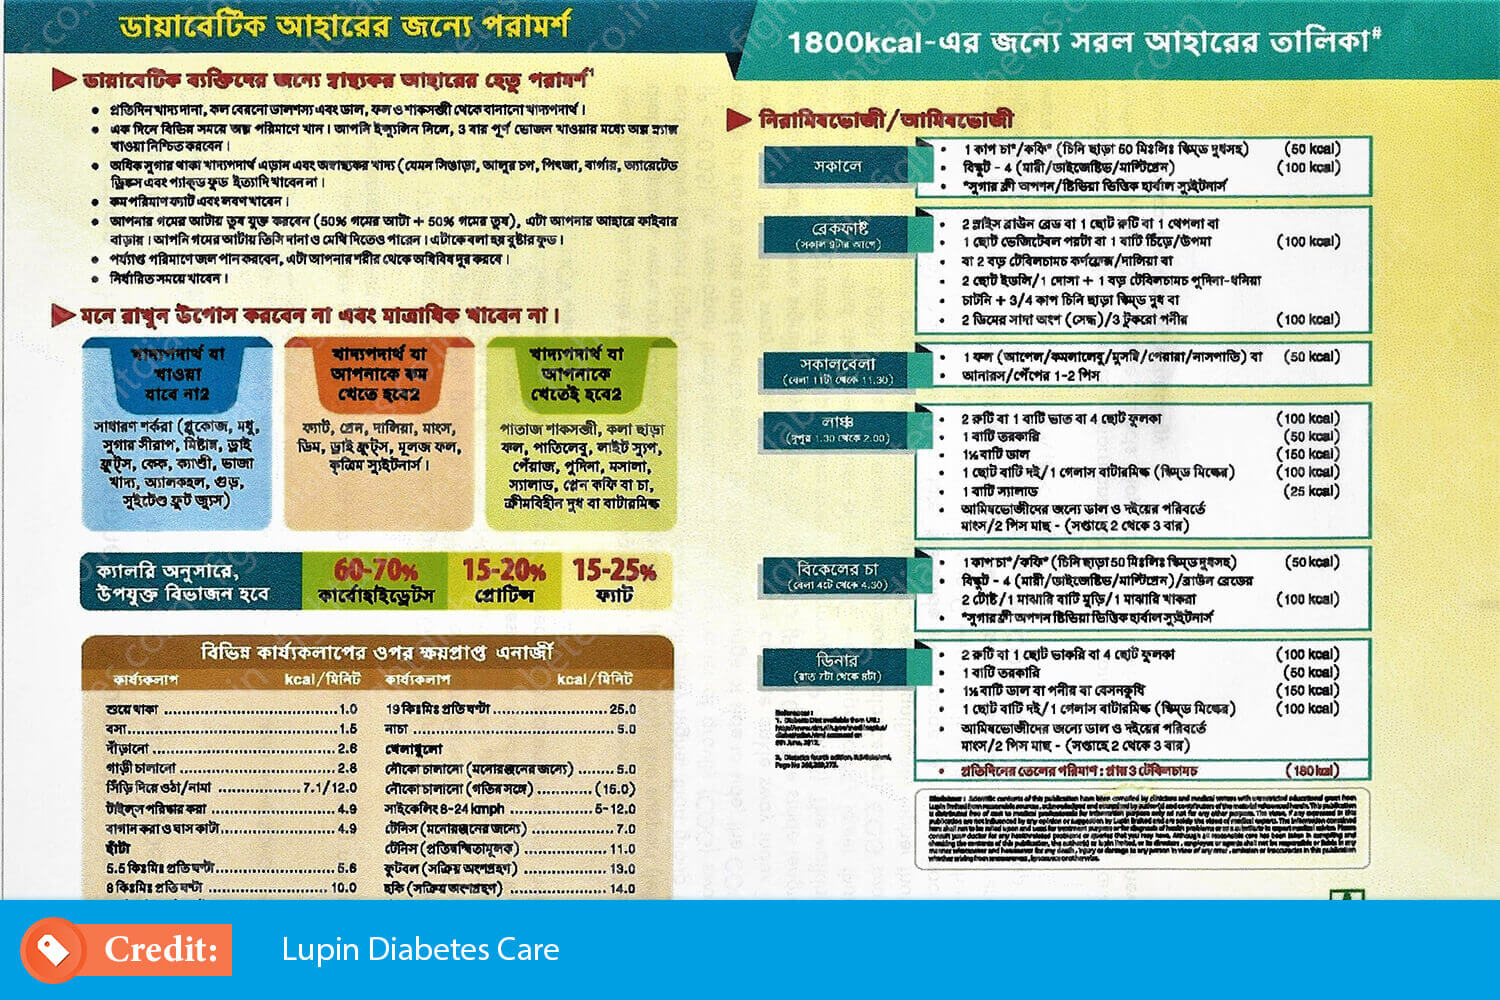 ডায়াবেটিক আহারের জন্যে পরামর্শ
ডায়াবেটিক ব্যক্তিদের জন্যে স্বাস্থ্যকর আহারের হেতু পরামর্শ¹
• প্রতিদিন খাদ্য দানা, কল বেরনো ডালশস্য এবং ডাল, ফল ও শাকসব্জী থেকে বানানো খাদ্যপদার্থ।
• এক দিনে বিভিন্ন সময়ে অল্প পরিমাণে খান। আপনি ইন্সুলিন নিলে, 3 বার পূর্ণ ভোজন খাওয়ার মধ্যে অল্প স্ন্যাক্স
খাওয়া নিশ্চিত করবেন।
• অধিক সুগার থাকা খাদ্যপদার্থ এড়ান এবং অস্বাস্থ্যকর খাদ্য (যেমন সিঙাড়া, আলুর চপ, পিৎজা, বার্গার, অ্যারেটেড
ড্রিঙ্কস এবং প্যাকড ফুড ইত্যাদি খাবেন না।
• কম পরিমাণ ফ্যাট এবং লবণ খাবেন।
• আপনার গমের আটায় তুষ যুক্ত করবেন (50% গমের আটা + 50% গমের তুষ), এটা আপনার আহারে ফাইবার
বাড়ায়। আপনি গমের আটায় তিসি দানা ও মেথি দিতেও পারেন। এটাকে বলা হয় বুষ্টার ফুড।
• পর্য্যাপ্ত পরিমাণে জল পান করবেন, এটা আপনার শরীর থেকে অধিবিষ দূর করবে।
• নির্ধারিত সময়ে খাবেন।
মনে রাখুন উপোস করবেন না এবং মাত্রাধিক খাবেন না।
খাদ্যপদার্থ যা
খাওয়া
যাবে না2
সাধারণ শর্করা (গ্লুকোজ, মধু,
সুগার সীরাপ, মিষ্টান্ন, ড্রাই
ফ্রুট্স, কেক, ক্যাণ্ডী, ভাজা
খাদ্য, অ্যালকহল, গুড়,
সুইটেণ্ড ফ্রুট জ্যুস)
খাদ্যপদার্থ যা
আপনাকে কম
খেতে হবে2
ফ্যাট, গ্রেন, দালিয়া, মাংস,
ডিম, ড্রাই ফ্রুট্স, মূলজ ফল,
কৃত্রিম স্যুইটনার্স।
খাদ্যপদার্থ যা
আপনাকে
খেতেই হবে2
পাতাজ শাকসব্জী, কলা ছাড়া
ফল, পাতিলেবু, লাইট স্যুপ,
পেঁয়াজ, পুদিনা, মসালা,
স্যালাড, প্লেন কফি বা চা,
ক্রীমবিহীন দুধ বা বাটারমিল্ক
ক্যালরি অনুসারে,
উপযুক্ত বিভাজন হবে
60-70%
কার্বোহাইড্রেটস
15-20%
প্রোটিন্স
15-25%
ফ্যাট
বিভিন্ন কার্য্যকলাপের ওপর ক্ষয়প্রাপ্ত এনার্জী
কার্য্যকলাপ kcal/মিনিট কার্য্যকলাপ kcal/মিনিট
শুয়ে থাকা 1.0
বসা 1.5
দাঁড়ানো 2.6
গাড়ী চালানো 2.8
সিঁড়ি দিয়ে ওঠা/নামা 7.1/12.0
টাইল্স পরিষ্কার করা 4.9
বাগান করা ও ঘাস কাটা 4.9
হাঁটা
5.5 কিঃমিঃ প্রতি ঘণ্টা 5.6
8 কিঃমিঃ প্রতি ঘণ্টা 10.0
19 কিঃমিঃ প্রতি ঘণ্টা 25.0
নাচা 5.0
খেলাধুলো
নৌকো চালানো (মনোরঞ্জনের জন্যে) 5.0
নৌকো চালানো (গতির সঙ্গে) (15.0)
সাইকেলিং 8-24 kmph 5-12.0
টেনিস (মনোরঞ্জনের জন্যে) 7.0
টেনিস (প্রতিদ্বন্দ্বিতামূলক) 11.0
ফুটবল (সক্রিয় অংশগ্রহণ) 13.0
হকি (সক্রিয় অংশগ্রহণ) 14.0
1800kcal-এর জন্যে সরল আহারের তালিকা#
নিরামিষভোজী/আমিষভোজী
সকালে
• 1 কাপ চা*/কফি* (চিনি ছাড়া 50 মিঃলিঃ স্কিম্ড দুধসহ) (50 kcal)
• বিস্কুট - 4 (মারী/ডাইজেষ্টিভ/মাল্টিগ্রেন) (100 kcal)
• *সুগার ফ্রী অপশন/ষ্টিভিয়া ভিত্তিক হার্বাল স্যুইটনার্স
ব্রেকফাষ্ট
(সকাল 9টার আগে)
• 2 স্লাইস ব্রাউন ব্রেড বা 1 ছোট রুটি বা 1 থেপলা বা
• 1 ছোট ভেজিটেবল পরটা বা 1 বাটি চিঁড়ে/উপমা (100 kcal)
• বা 2 বড় টেবিলচামচ কর্ণফ্লেক্স/দালিয়া বা
• 2 ছোট ইডলি/1 দোসা + 1 বড় টেবিলচামচ পুদিনা-ধনিয়া
• চাটনি + 3/4 কাপ চিনি ছাড়া স্কিম্ড দুধ বা
• 2 ডিমের সাদা অংশ (সেদ্ধ)/3 টুকরো পনীর (100 kcal)
সকালবেলা
(বেলা 11টা থেকে 11.30)
• 1 ফল (আপেল/কমলালেবু/মুসম্বি/পেয়ারা/নাসপাতি) বা (50 kcal)
• আনারস/পেঁপের 1-2 পিস
লাঞ্চ
(দুপুর 1.30 থেকে 2.00)
• 2 রুটি বা 1 বাটি ভাত বা 4 ছোট ফুলকা (100 kcal)
• 1 বাটি তরকারি (50 kcal)
• 1½ বাটি ডাল (150 kcal)
• 1 ছোট বাটি দই/1 গেলাস বাটারমিল্ক (স্কিম্ড মিল্কের) (100 kcal)
• 1 বাটি স্যালাড (25 kcal)
• আমিষভোজীদের জন্যে ডাল ও দইয়ের পরিবর্তে
মাংস/2 পিস মাছ - (সপ্তাহে 2 থেকে 3 বার)
বিকেলের চা
(বেলা 4টে থেকে 4.30)
• 1 কাপ চা*/কফি* (চিনি ছাড়া 50 মিঃলিঃ স্কিম্ড দুধসহ) (50 kcal)
• বিস্কুট - 4 (মারী/ডাইজেষ্টিভ/মাল্টিগ্রেন)/ব্রাউন ব্রেডের
• 2 টোষ্ট/1 মাঝারি বাটি মুড়ি/1 মাঝারি খাকরা (100 kcal)
• *সুগার ফ্রী অপশন ষ্টিভিয়া ভিত্তিক হার্বাল স্যুইটনার্স
ডিনার
(রাত 7টা থেকে 8টা)
• 2 রুটি বা 1 ছোট ভাকরি বা 4 ছোট ফুলকা (100 kcal)
• 1 বাটি তরকারি (50 kcal)
• 1½ বাটি ডাল বা পনীর বা বেসনকুধি (150 kcal)
• 1 ছোট বাটি দই/1 গেলাস বাটারমিল্ক (স্কিম্ড মিল্কের) (100 kcal)
• আমিষভোজীদের জন্যে ডাল ও দইয়ের পরিবর্তে
মাংস/2 পিস মাছ - (সপ্তাহে 2 থেকে 3 বার)
• প্রতিদিনের তেলের পরিমাণ : প্রায় 3 টেবিলচামচ (180 kcal)
References :
1. Diabetic Diet available from URL:
Credit: Lupin Diabetes Care